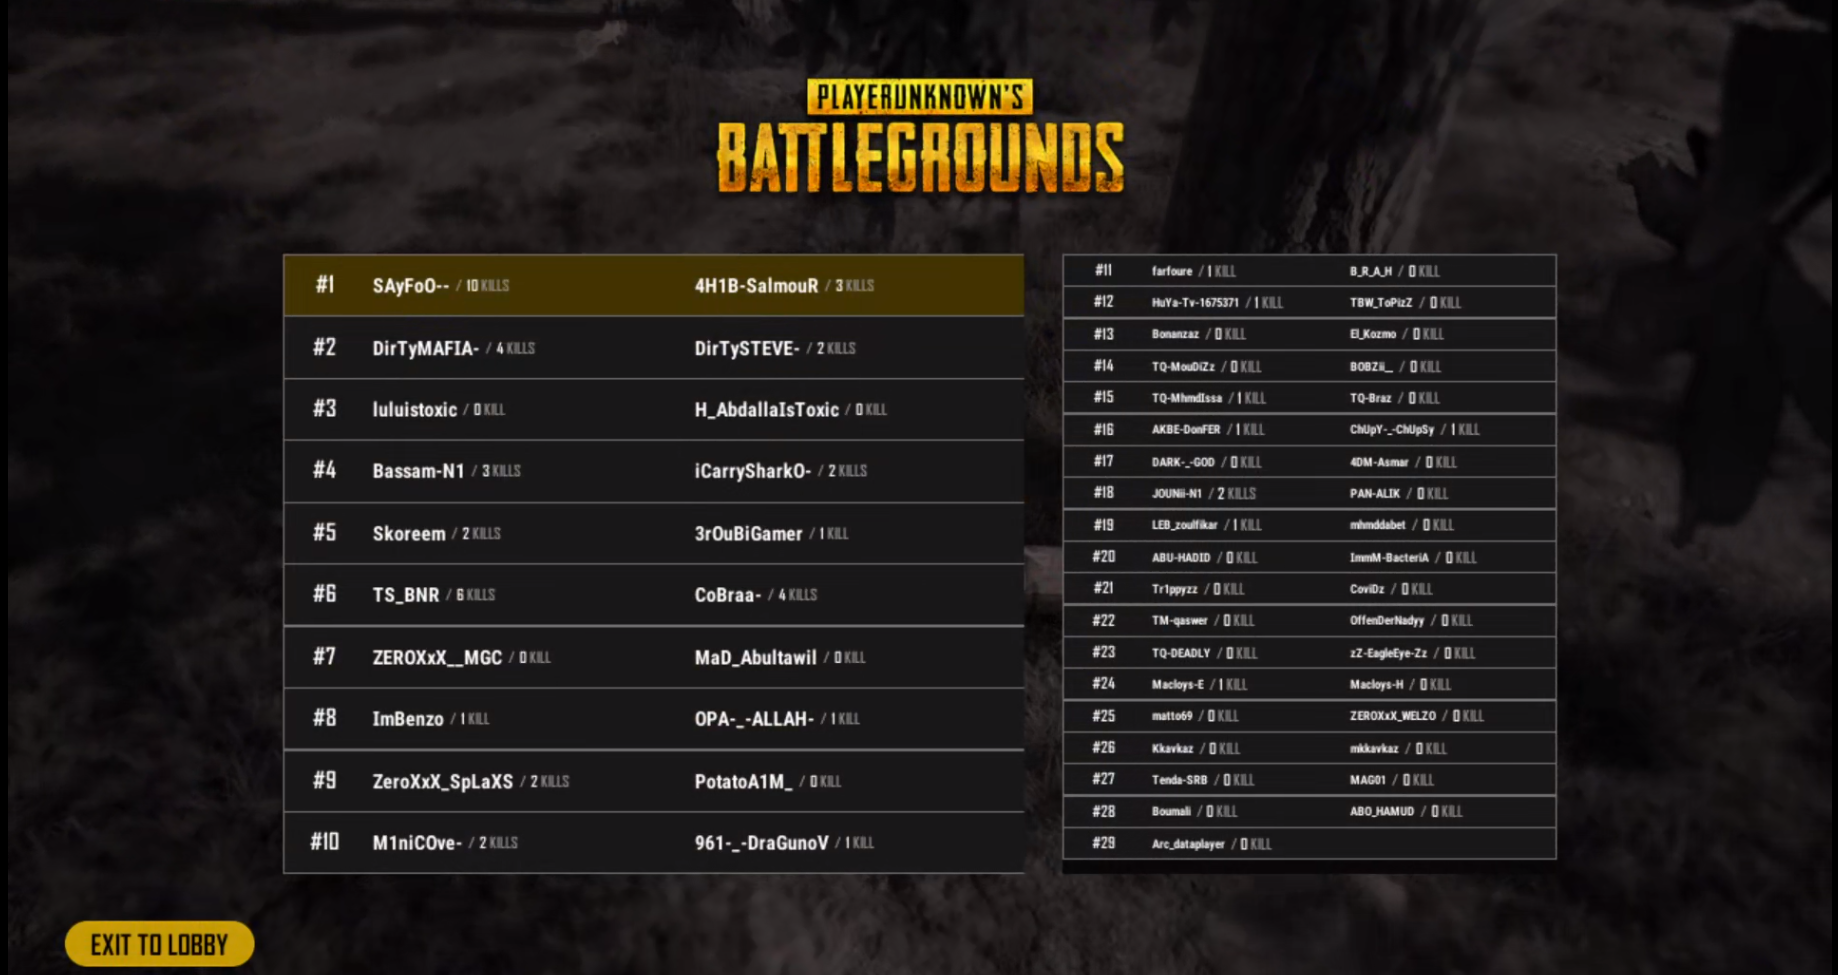 PLAYERUNKNOWN'S
BATTLEGROUNDS
#1 SAyFoO-- / 10 KILLS 4H1B-SalmouR / 3 KILLS
#2 DirTyMAFIA- / 4 KILLS DirTySTEVE- / 2 KILLS
#3 luluistoxic / 0 KILL H_AbdallaIsToxic / 0 KILL
#4 Bassam-N1 / 3 KILLS iCarrySharkO- / 2 KILLS
#5 Skoreem / 2 KILLS 3rOuBiGamer / 1 KILL
#6 TS_BNR / 6 KILLS CoBraa- / 4 KILLS
#7 ZEROXxX__MGC / 0 KILL MaD_Abultawil / 0 KILL
#8 ImBenzo / 1 KILL OPA-_-ALLAH- / 1 KILL
#9 ZeroXxX_SpLaXS / 2 KILLS PotatoA1M_ / 0 KILL
#10 M1niCOve- / 2 KILLS 961-_-DraGunoV / 1 KILL
#11 farfoure / 1 KILL B_R_A_H / 0 KILL
#12 HuYa-Tv-1675371 / 1 KILL TBW_ToPizZ / 0 KILL
#13 Bonanzaz / 0 KILL El_Kozmo / 0 KILL
#14 TQ-MouDiZz / 0 KILL BOBZii_ / 0 KILL
#15 TQ-MhmdIssa / 1 KILL TQ-Braz / 0 KILL
#16 AKBE-DonFER / 1 KILL ChUpY-_-ChUpSy / 1 KILL
#17 DARK-_-GOD / 0 KILL 4DM-Asmar / 0 KILL
#18 JOUNii-N1 / 2 KILLS PAN-ALIK / 0 KILL
#19 LEB_zoulfikar / 1 KILL mhmddabet / 0 KILL
#20 ABU-HADID / 0 KILL ImmM-BacteriA / 0 KILL
#21 Tr1ppyzz / 0 KILL CoviDz / 0 KILL
#22 TM-qaswer / 0 KILL OffenDerNadyy / 0 KILL
#23 TQ-DEADLY / 0 KILL zZ-EagleEye-Zz / 0 KILL
#24 Macloys-E / 1 KILL Macloys-H / 0 KILL
#25 matto69 / 0 KILL ZEROXxX_WELZO / 0 KILL
#26 Kkavkaz / 0 KILL mkkavkaz / 0 KILL
#27 Tenda-SRB / 0 KILL MAG01 / 0 KILL
#28 Boumali / 0 KILL ABO_HAMUD / 0 KILL
#29 Arc_dataplayer / 0 KILL
EXIT TO LOBBY